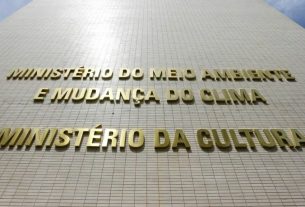 MINISTÉRIO DO MEIO AMBIENTE
E MUDANÇA DO CLIMA
MINISTÉRIO DA CULTURA